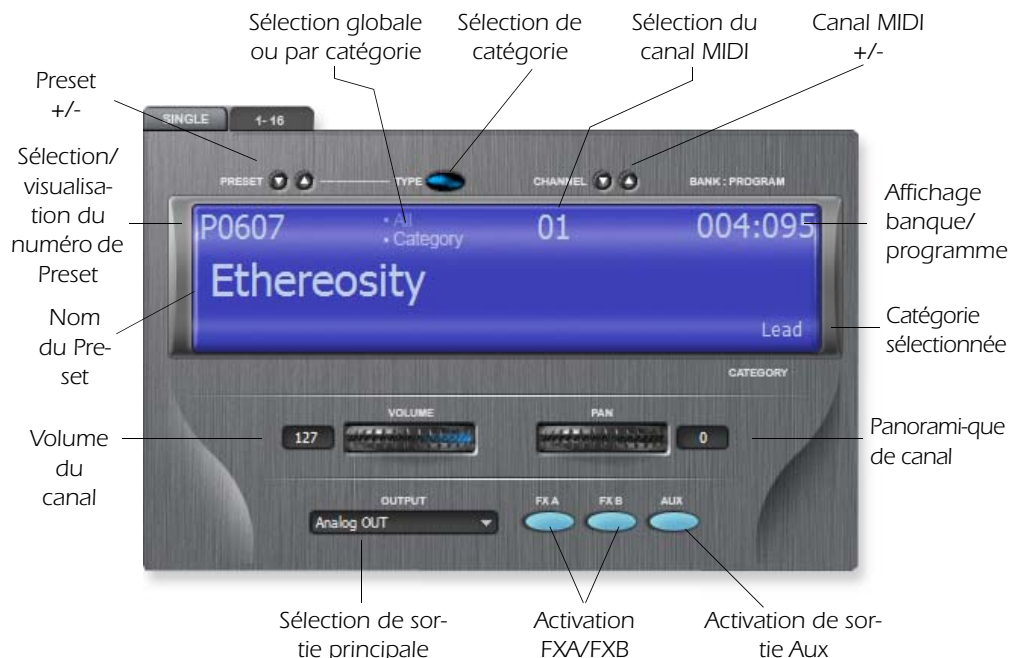 Sélection globale
ou par catégorie
Sélection de
catégorie
Sélection du
canal MIDI
Canal MIDI
+/-
Preset
+/-
SINGLE
1-16
Sélection/
visualisa-
tion du
numéro de
Preset
PRESET
TYPE
CHANNEL
BANK : PROGRAM
P0607
• All
• Category
01
004:095
Affichage
banque/
programme
Ethereosity
Nom
du Pre-
set
Lead
Catégorie
sélectionnée
CATEGORY
VOLUME
PAN
Volume
du
canal
127
0
Panorami-que
de canal
OUTPUT
FX A
FX B
AUX
Analog OUT
Sélection de sor-
tie principale
Activation
FXA/FXB
Activation de sor-
tie Aux